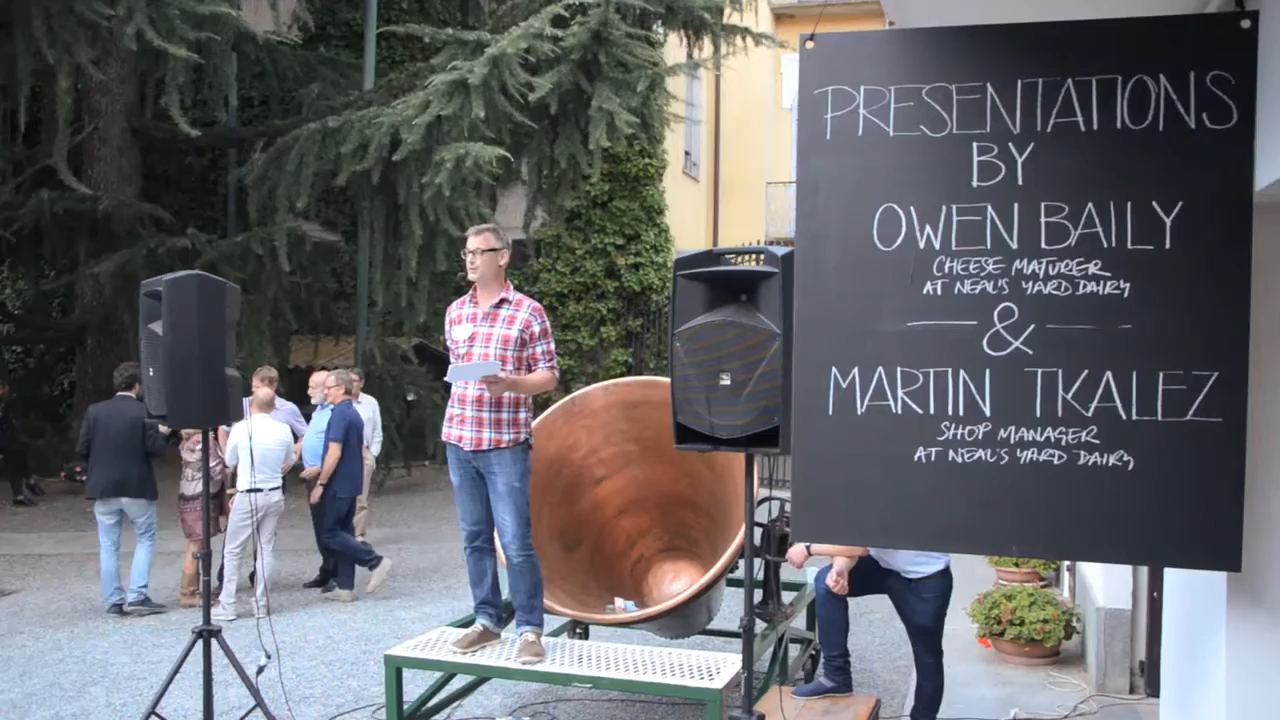 PRESENTATIONS
BY
OWEN BAILY
CHEESE MATURER
AT NEAL'S YARD DAIRY
&
MARTIN TKALEZ
SHOP MANAGER
AT NEAL'S YARD DAIRY